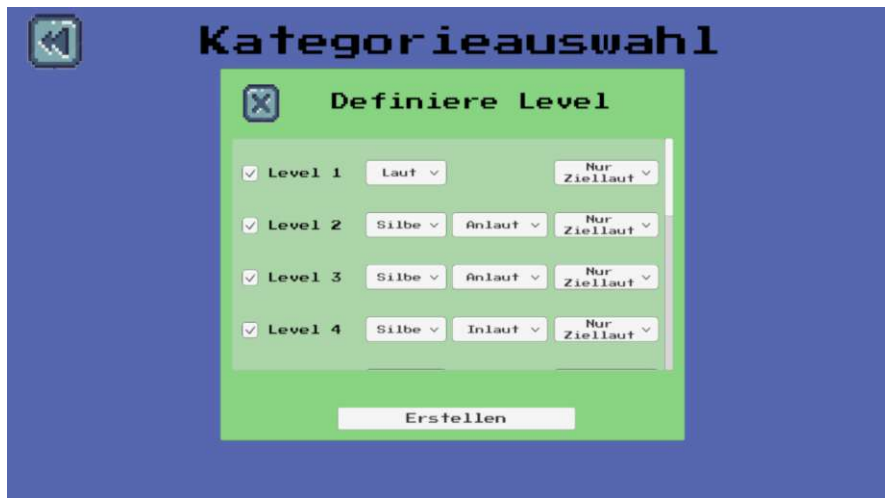 Kategorieauswahl
Definiere Level
Level 1 Laut Nur Ziellaut
Level 2 Silbe Anlaut Nur Ziellaut
Level 3 Silbe Anlaut Nur Ziellaut
Level 4 Silbe Inlaut Nur Ziellaut
Erstellen